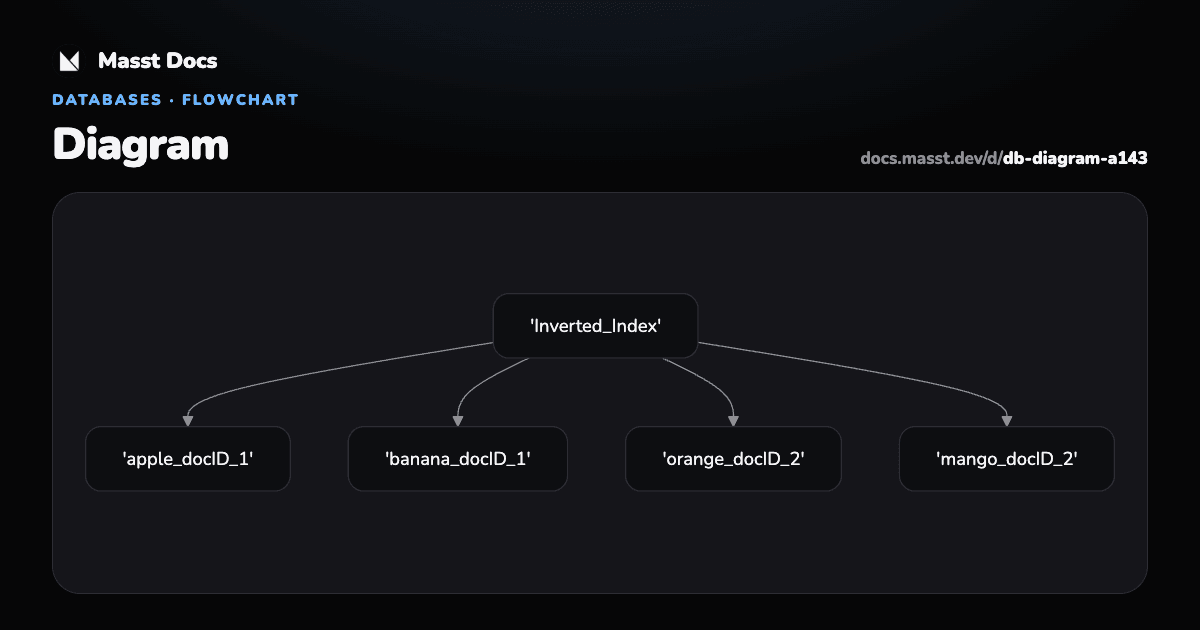 Masst Docs
DATABASES · FLOWCHART
Diagram
docs.masst.dev/d/db-diagram-a143
'Inverted_Index'
'apple_docID_1'
'banana_docID_1'
'orange_docID_2'
'mango_docID_2'